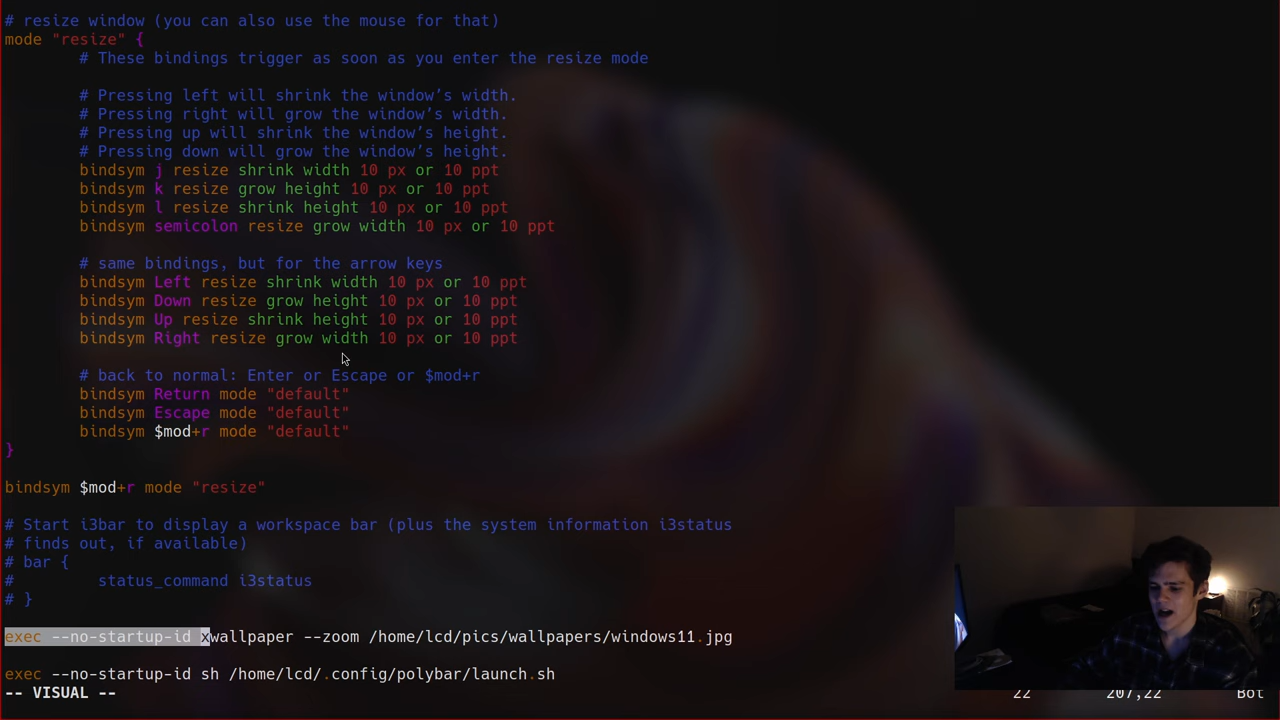 # resize window (you can also use the mouse for that)
mode "resize" {
# These bindings trigger as soon as you enter the resize mode
# Pressing left will shrink the window’s width.
# Pressing right will grow the window’s width.
# Pressing up will shrink the window’s height.
# Pressing down will grow the window’s height.
bindsym j resize shrink width 10 px or 10 ppt
bindsym k resize grow height 10 px or 10 ppt
bindsym l resize shrink height 10 px or 10 ppt
bindsym semicolon resize grow width 10 px or 10 ppt
# same bindings, but for the arrow keys
bindsym Left resize shrink width 10 px or 10 ppt
bindsym Down resize grow height 10 px or 10 ppt
bindsym Up resize shrink height 10 px or 10 ppt
bindsym Right resize grow width 10 px or 10 ppt
# back to normal: Enter or Escape or $mod+r
bindsym Return mode "default"
bindsym Escape mode "default"
bindsym $mod+r mode "default"
}
bindsym $mod+r mode "resize"
# Start i3bar to display a workspace bar (plus the system information i3status
# finds out, if available)
# bar {
# status_command i3status
# }
exec --no-startup-id xwallpaper --zoom /home/lcd/pics/wallpapers/windows11.jpg
exec --no-startup-id sh /home/lcd/.config/polybar/launch.sh
-- VISUAL -- 22 207,22 Bot